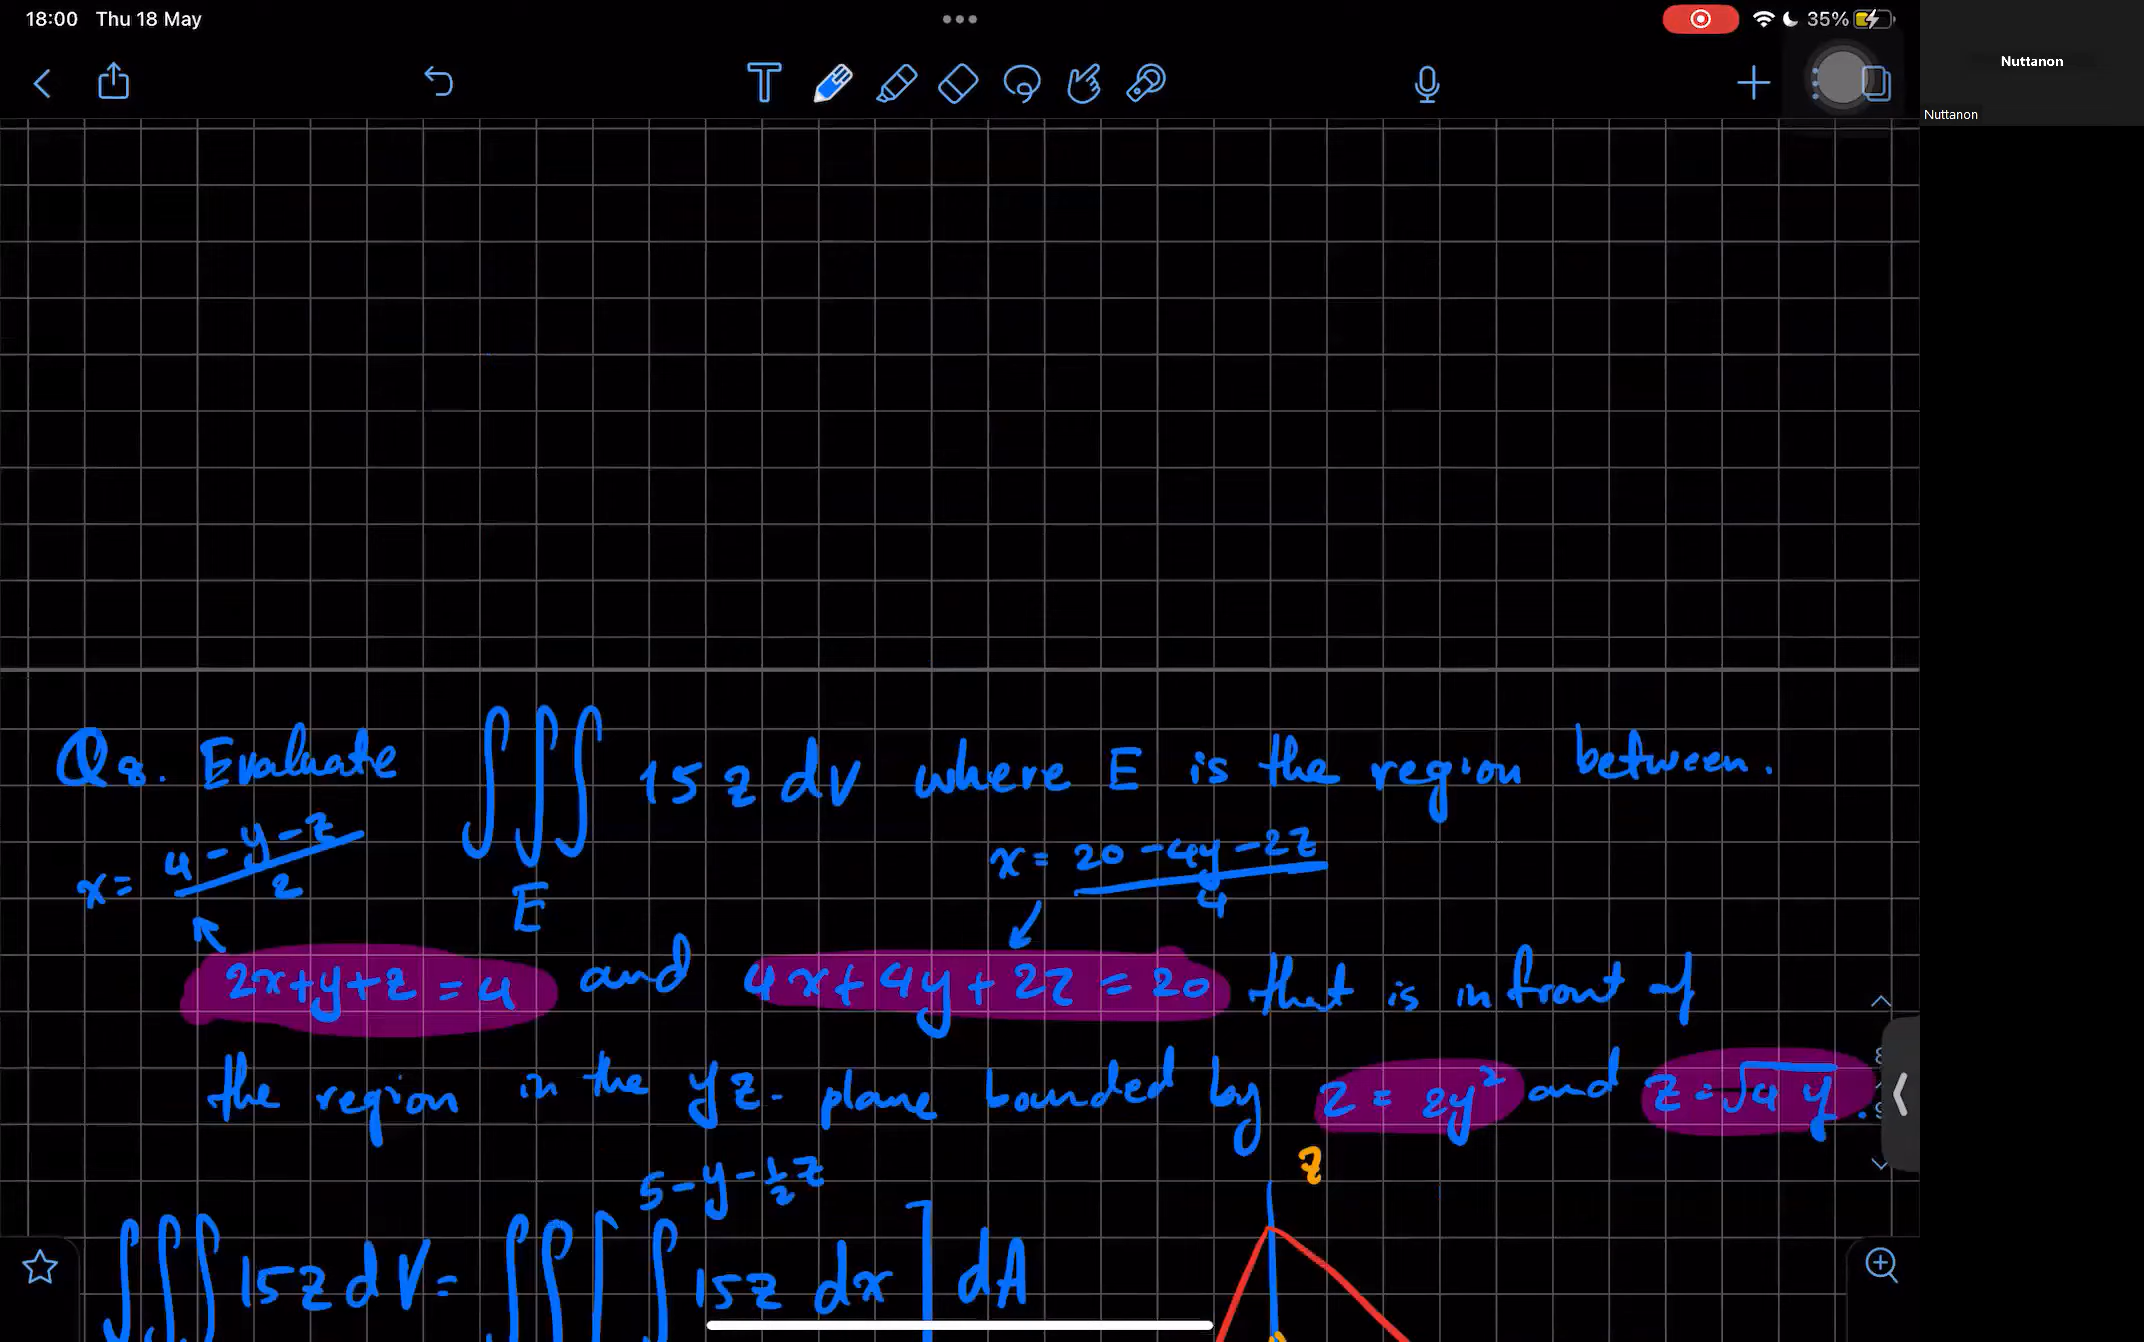 18:00 Thu 18 May
35%
Nuttanon
Nuttanon
Q8. Evaluate ∭ 15z dV where E is the region between.
E
x = 4 - y - z / 2
x = 20 - 4y - 2z / 4
2x + y + z = 4 and 4x + 4y + 2z = 20 that is in front of
the region in the yz-plane bounded by z = 2y² and z = √4y.
z
5 - y - ½z
∭ 15z dV = ∬ ∫ 15z dx ] dA